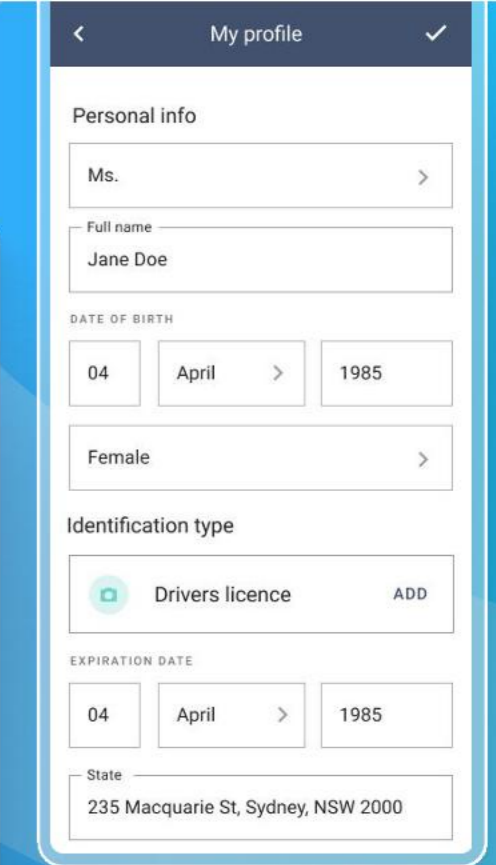 My profile
Personal info
Ms.
Full name
Jane Doe
DATE OF BIRTH
04 April 1985
Female
Identification type
Drivers licence ADD
EXPIRATION DATE
04 April 1985
State
235 Macquarie St, Sydney, NSW 2000